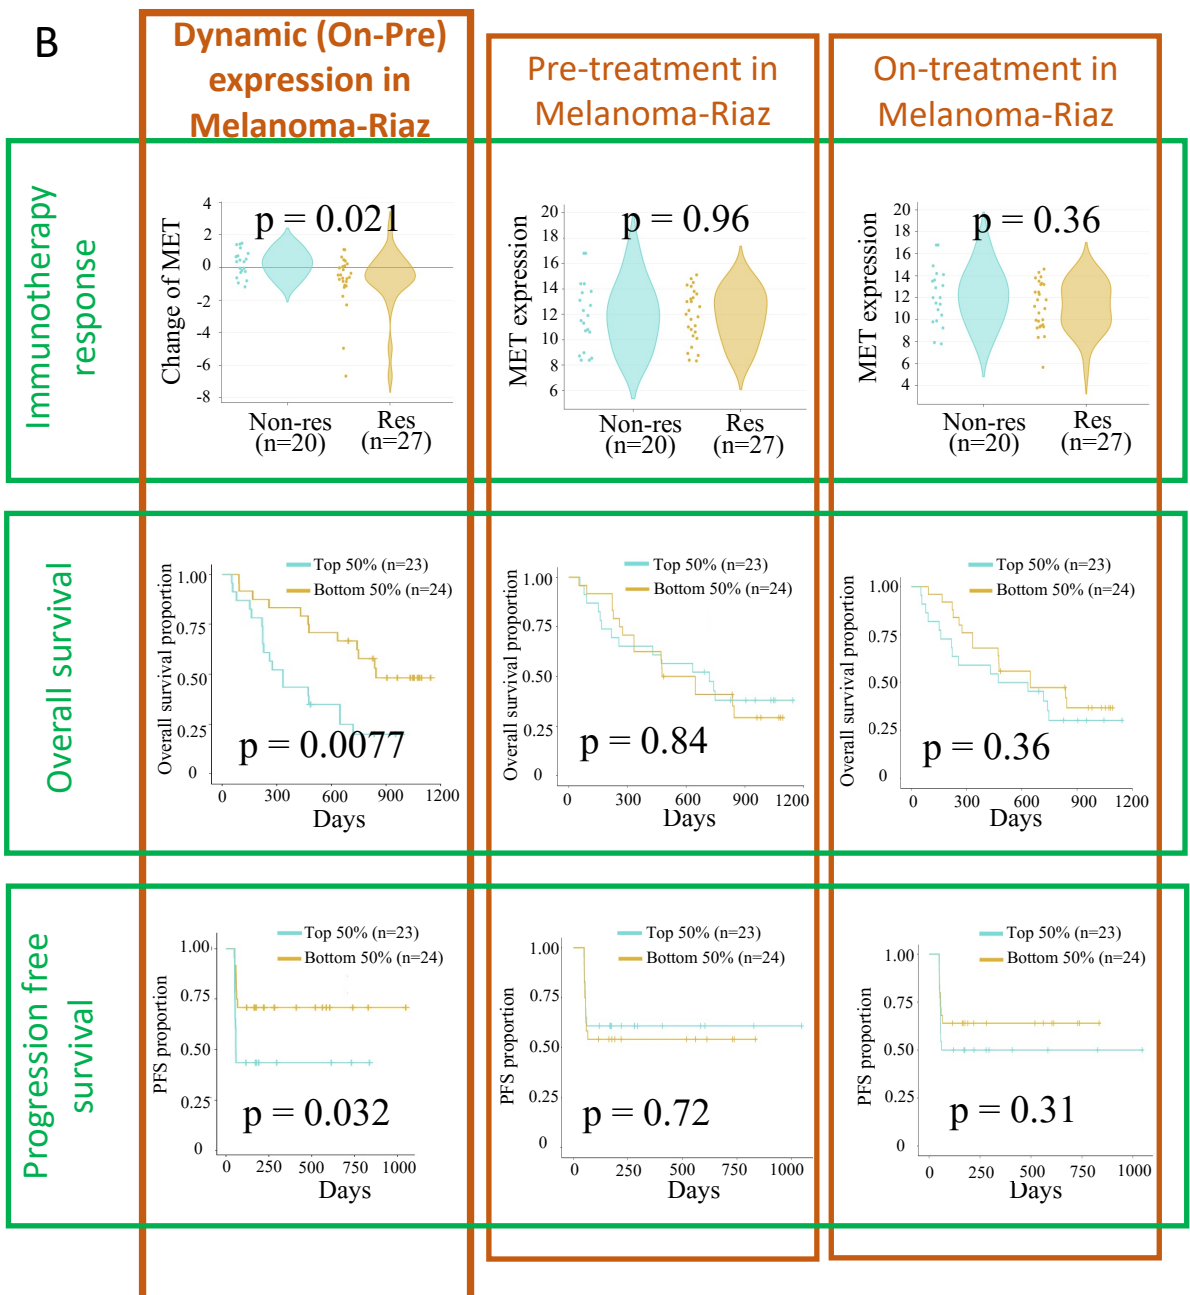 B
Dynamic (On-Pre)
expression in
Melanoma-Riaz
Pre-treatment in
Melanoma-Riaz
On-treatment in
Melanoma-Riaz
Immunotherapy
response
Change of MET
4
2
0
-2
-4
-6
-8
p = 0.021
Non-res
(n=20)
Res
(n=27)
MET expression
20
18
16
14
12
10
8
6
p = 0.96
Non-res
(n=20)
Res
(n=27)
MET expression
20
18
16
14
12
10
8
6
4
p = 0.36
Non-res
(n=20)
Res
(n=27)
Overall survival
Overall survival proportion
Top 50% (n=23)
Bottom 50% (n=24)
1.00
0.75
0.50
0.25
0
p = 0.0077
0 300 600 900 1200
Days
Overall survival proportion
Top 50% (n=23)
Bottom 50% (n=24)
1.00
0.75
0.50
0.25
0
p = 0.84
0 300 600 900 1200
Days
Overall survival proportion
Top 50% (n=23)
Bottom 50% (n=24)
1.00
0.75
0.50
0.25
0
p = 0.36
0 300 600 900 1200
Days
Progression free
survival
PFS proportion
Top 50% (n=23)
Bottom 50% (n=24)
1.00
0.75
0.50
0.25
0
p = 0.032
0 250 500 750 1000
Days
PFS proportion
Top 50% (n=23)
Bottom 50% (n=24)
1.00
0.75
0.50
0.25
0
p = 0.72
0 250 500 750 1000
Days
PFS proportion
Top 50% (n=23)
Bottom 50% (n=24)
1.00
0.75
0.50
0.25
0
p = 0.31
0 250 500 750 1000
Days